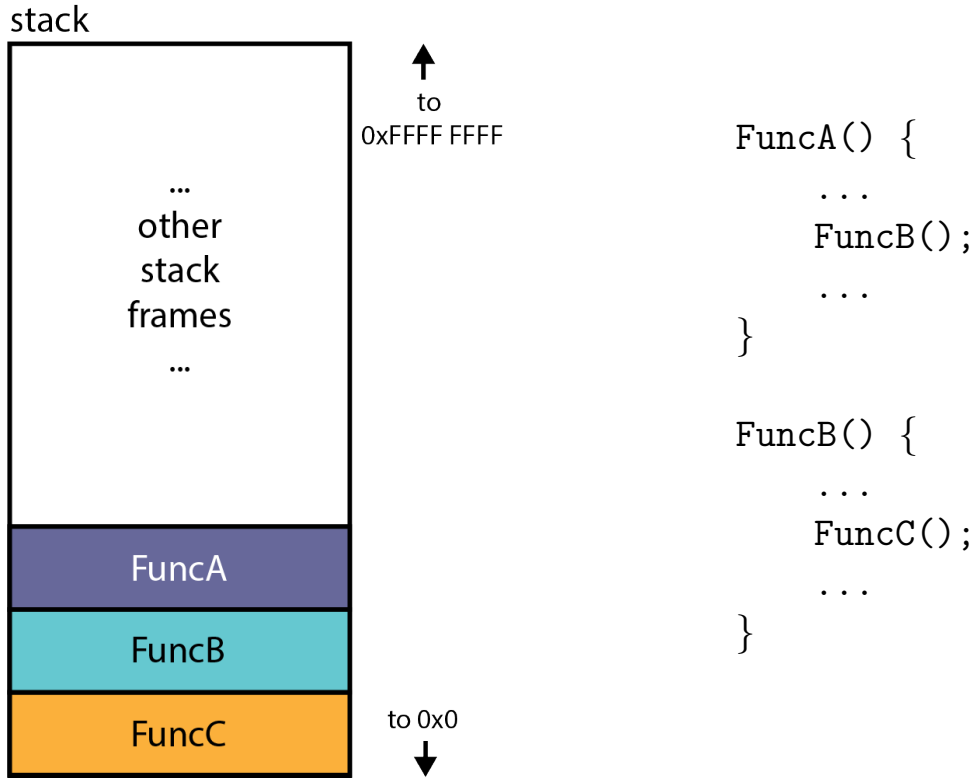 stack
to
0xFFFF FFFF
...
other
stack
frames
...
FuncA
FuncB
FuncC
to 0x0
FuncA() {
...
FuncB();
...
}
FuncB() {
...
FuncC();
...
}